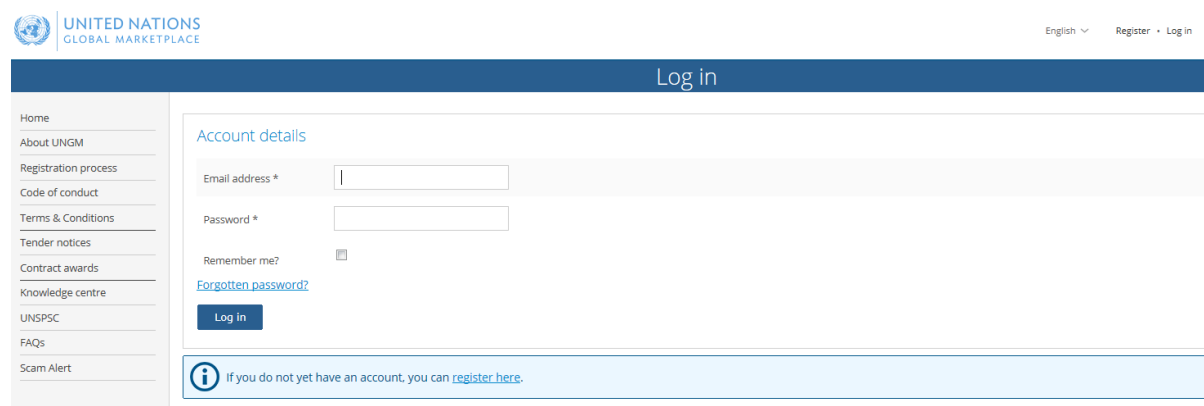 UNITED NATIONS
GLOBAL MARKETPLACE
English
Register • Log in
Log in
Home
About UNGM
Registration process
Code of conduct
Terms & Conditions
Tender notices
Contract awards
Knowledge centre
UNSPSC
FAQs
Scam Alert
Account details
Email address *
Password *
Remember me?
Forgotten password?
Log in
If you do not yet have an account, you can register here.